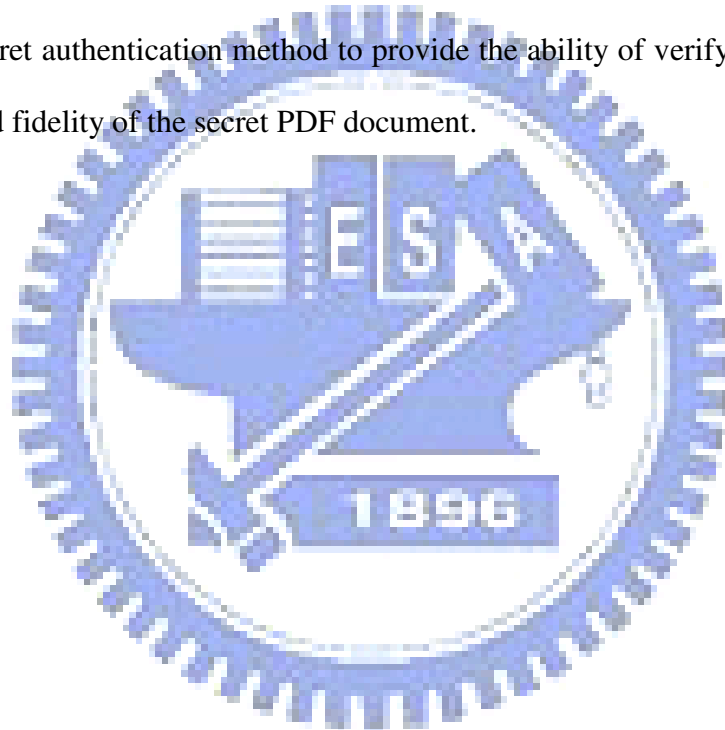 ret authentication method to provide the ability of verify
d fidelity of the secret PDF document.
E S A
1896